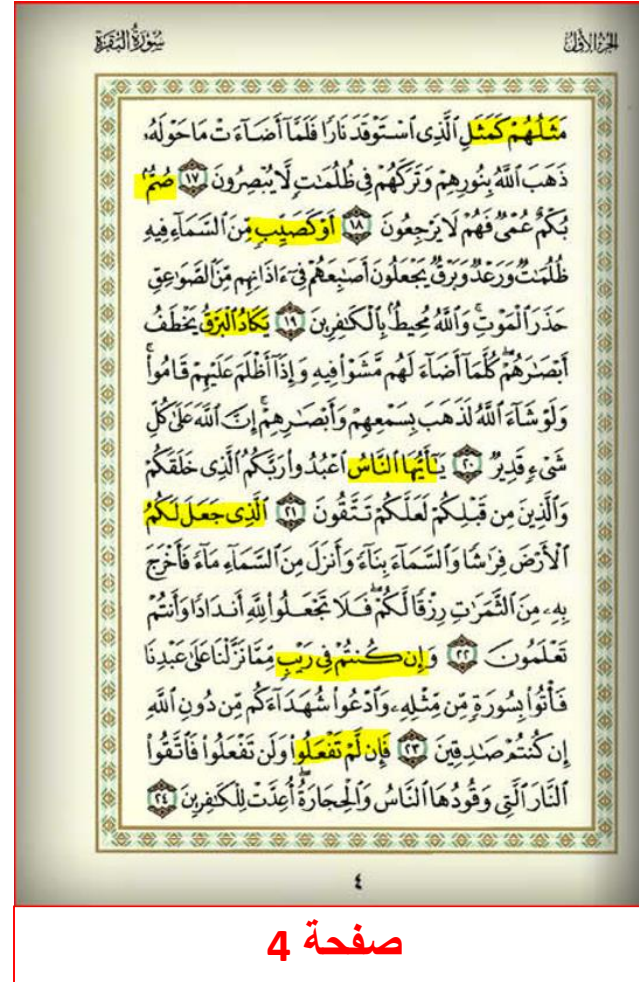 الجزء الأول
سورة البقرة
مَثَلُهُمْ كَمَثَلِ ٱلَّذِى ٱسْتَوْقَدَ نَارًا فَلَمَّآ أَضَآءَتْ مَا حَوْلَهُۥ
ذَهَبَ ٱللَّهُ بِنُورِهِمْ وَتَرَكَهُمْ فِى ظُلُمَـٰتٍ لَّا يُبْصِرُونَ ١٧ صُمٌّۢ
بُكْمٌ عُمْىٌ فَهُمْ لَا يَرْجِعُونَ ١٨ أَوْ كَصَيِّبٍ مِّنَ ٱلسَّمَآءِ فِيهِ
ظُلُمَـٰتٌ وَرَعْدٌ وَبَرْقٌ يَجْعَلُونَ أَصَـٰبِعَهُمْ فِىٓ ءَاذَانِهِم مِّنَ ٱلصَّوَٰعِقِ
حَذَرَ ٱلْمَوْتِ ۚ وَٱللَّهُ مُحِيطٌۢ بِٱلْكَـٰفِرِينَ ١٩ يَكَادُ ٱلْبَرْقُ يَخْطَفُ
أَبْصَـٰرَهُمْ ۖ كُلَّمَآ أَضَآءَ لَهُم مَّشَوْا۟ فِيهِ وَإِذَآ أَظْلَمَ عَلَيْهِمْ قَامُوا۟ ۚ
وَلَوْ شَآءَ ٱللَّهُ لَذَهَبَ بِسَمْعِهِمْ وَأَبْصَـٰرِهِمْ ۚ إِنَّ ٱللَّهَ عَلَىٰ كُلِّ
شَىْءٍ قَدِيرٌ ٢٠ يَـٰٓأَيُّهَا ٱلنَّاسُ ٱعْبُدُوا۟ رَبَّكُمُ ٱلَّذِى خَلَقَكُمْ
وَٱلَّذِينَ مِن قَبْلِكُمْ لَعَلَّكُمْ تَتَّقُونَ ٢١ ٱلَّذِى جَعَلَ لَكُمُ
ٱلْأَرْضَ فِرَٰشًا وَٱلسَّمَآءَ بِنَآءً وَأَنزَلَ مِنَ ٱلسَّمَآءِ مَآءً فَأَخْرَجَ
بِهِۦ مِنَ ٱلثَّمَرَٰتِ رِزْقًا لَّكُمْ ۖ فَلَا تَجْعَلُوا۟ لِلَّهِ أَندَادًا وَأَنتُمْ
تَعْلَمُونَ ٢٢ وَإِن كُنتُمْ فِى رَيْبٍ مِّمَّا نَزَّلْنَا عَلَىٰ عَبْدِنَا
فَأْتُوا۟ بِسُورَةٍ مِّن مِّثْلِهِۦ وَٱدْعُوا۟ شُهَدَآءَكُم مِّن دُونِ ٱللَّهِ
إِن كُنتُمْ صَـٰدِقِينَ ٢٣ فَإِن لَّمْ تَفْعَلُوا۟ وَلَن تَفْعَلُوا۟ فَٱتَّقُوا۟
ٱلنَّارَ ٱلَّتِى وَقُودُهَا ٱلنَّاسُ وَٱلْحِجَارَةُ ۖ أُعِدَّتْ لِلْكَـٰفِرِينَ ٢٤
٤
صفحة 4